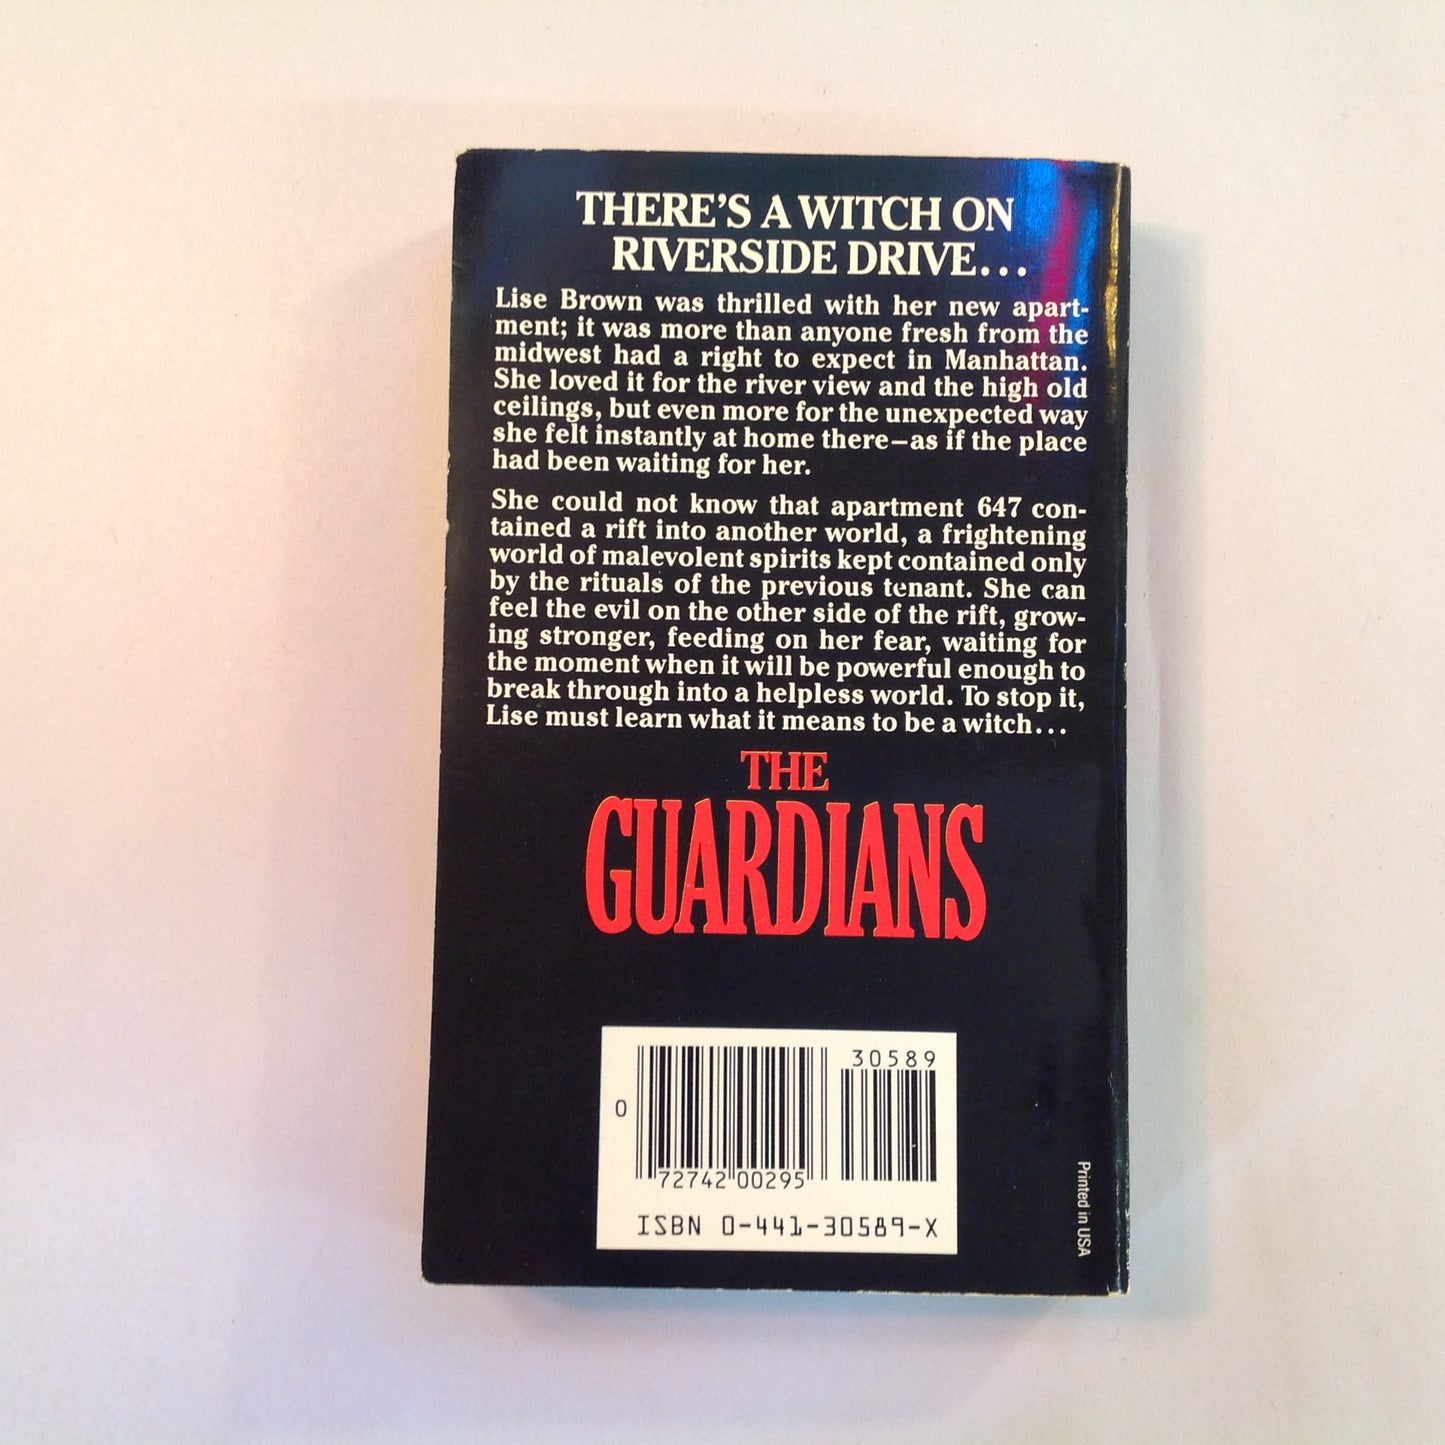 THERE'S A WITCH ON
RIVERSIDE DRIVE...
Lise Brown was thrilled with her new apart-
ment; it was more than anyone fresh from the
midwest had a right to expect in Manhattan.
She loved it for the river view and the high old
ceilings, but even more for the unexpected way
she felt instantly at home there—as if the place
had been waiting for her.
She could not know that apartment 647 con-
tained a rift into another world, a frightening
world of malevolent spirits kept contained only
by the rituals of the previous tenant. She can
feel the evil on the other side of the rift, grow-
ing stronger, feeding on her fear, waiting for
the moment when it will be powerful enough to
break through into a helpless world. To stop it,
Lise must learn what it means to be a witch...
THE
GUARDIANS
30589
0
72742 00295
ISBN 0-441-30589-X
Printed in USA